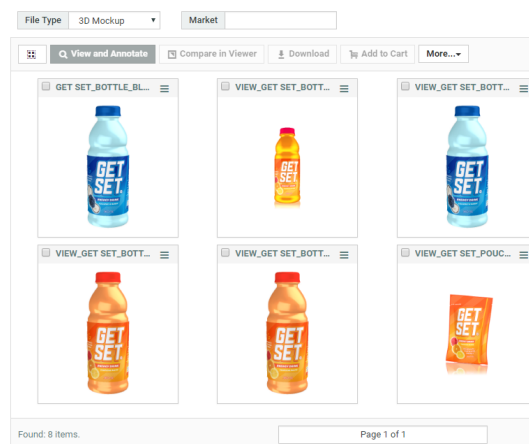 File Type 3D Mockup Market
View and Annotate Compare in Viewer Download Add to Cart More...
GET SET_BOTTLE_BL... VIEW_GET SET_BOTT... VIEW_GET SET_BOTT...
GET
SET.
GET
SET
GET
SET.
VIEW_GET SET_BOTT... VIEW_GET SET_BOTT... VIEW_GET SET_POUC...
GET
SET.
GET
SET.
GET
SET.
Found: 8 items. Page 1 of 1